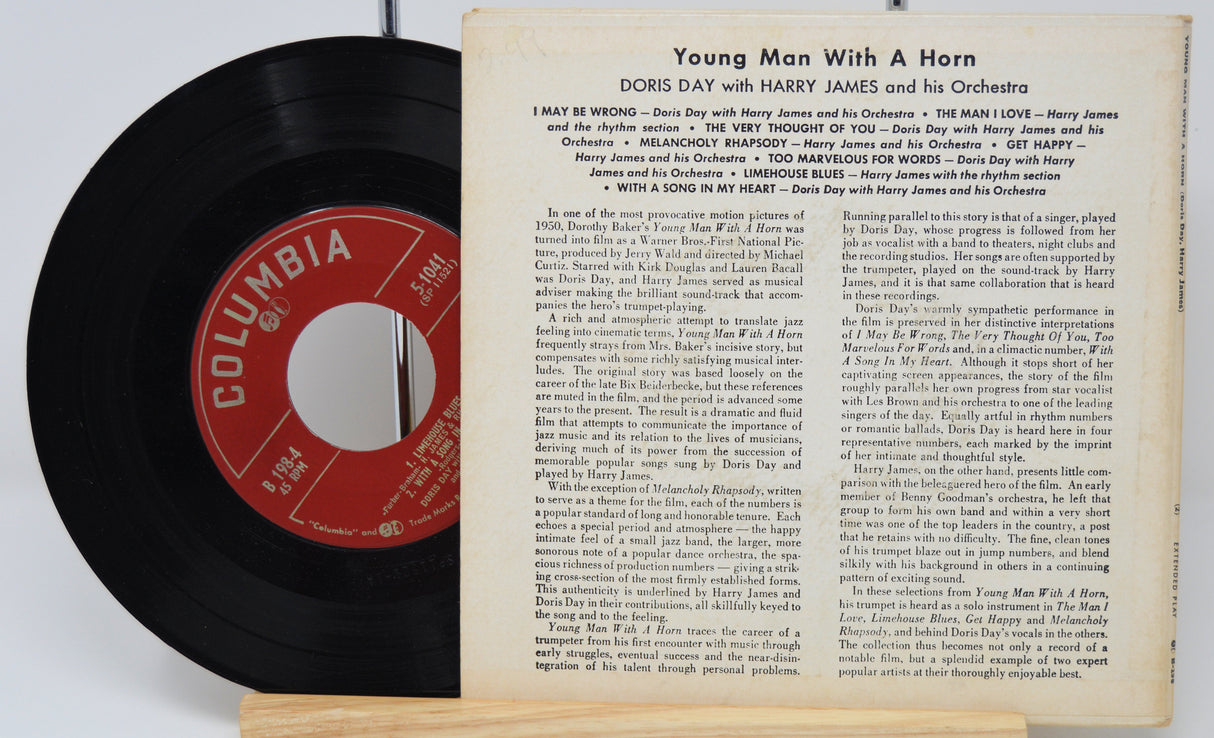 COLUMBIA
5-1041
(SP 11521)
B 198-4
45 RPM
1. LIMEHOUSE BLUES
2. WITH A SONG IN
DORIS DAY
"Columbia" and Trade Marks
Young Man With A Horn
DORIS DAY with HARRY JAMES and his Orchestra
I MAY BE WRONG — Doris Day with Harry James and his Orchestra • THE MAN I LOVE — Harry James
and the rhythm section • THE VERY THOUGHT OF YOU — Doris Day with Harry James and his
Orchestra • MELANCHOLY RHAPSODY — Harry James and his Orchestra • GET HAPPY —
Harry James and his Orchestra • TOO MARVELOUS FOR WORDS — Doris Day with Harry
James and his Orchestra • LIMEHOUSE BLUES — Harry James with the rhythm section
• WITH A SONG IN MY HEART — Doris Day with Harry James and his Orchestra
In one of the most provocative motion pictures of
1950, Dorothy Baker's Young Man With A Horn was
turned into film as a Warner Bros.-First National Pic-
ture, produced by Jerry Wald and directed by Michael
Curtiz. Starred with Kirk Douglas and Lauren Bacall
was Doris Day, and Harry James served as musical
adviser making the brilliant sound-track that accom-
panies the hero's trumpet-playing.
A rich and atmospheric attempt to translate jazz
feeling into cinematic terms, Young Man With A Horn
frequently strays from Mrs. Baker's incisive story, but
compensates with some richly satisfying musical inter-
ludes. The original story was based loosely on the
career of the late Bix Beiderbecke, but these references
are muted in the film, and the period is advanced some
years to the present. The result is a dramatic and fluid
film that attempts to communicate the importance of
jazz music and its relation to the lives of musicians,
deriving much of its power from the succession of
memorable popular songs sung by Doris Day and
played by Harry James.
With the exception of Melancholy Rhapsody, written
to serve as a theme for the film, each of the numbers is
a popular standard of long and honorable tenure. Each
echoes a special period and atmosphere — the happy
intimate feel of a small jazz band, the larger, more
sonorous note of a popular dance orchestra, the spa-
cious richness of production numbers — giving a strik-
ing cross-section of the most firmly established forms.
This authenticity is underlined by Harry James and
Doris Day in their contributions, all skillfully keyed to
the song and to the feeling.
Young Man With A Horn traces the career of a
trumpeter from his first encounter with music through
early struggles, eventual success and the near-disin-
tegration of his talent through personal problems.
Running parallel to this story is that of a singer, played
by Doris Day, whose progress is followed from her
job as vocalist with a band to theaters, night clubs and
the recording studios. Her songs are often supported by
the trumpeter, played on the sound-track by Harry
James, and it is that same collaboration that is heard
in these recordings.
Doris Day's warmly sympathetic performance in
the film is preserved in her distinctive interpretations
of I May Be Wrong, The Very Thought Of You, Too
Marvelous For Words and, in a climactic number, With
A Song In My Heart. Although it stops short of her
captivating screen appearances, the story of the film
roughly parallels her own progress from star vocalist
with Les Brown and his orchestra to one of the leading
singers of the day. Equally artful in rhythm numbers
or romantic ballads, Doris Day is heard here in four
representative numbers, each marked by the imprint
of her intimate and thoughtful style.
Harry James, on the other hand, presents little com-
parison with the beleaguered hero of the film. An early
member of Benny Goodman's orchestra, he left that
group to form his own band and within a very short
time was one of the top leaders in the country, a post
that he retains with no difficulty. The fine, clean tones
of his trumpet blaze out in jump numbers, and blend
silkily with his background in others in a continuing
pattern of exciting sound.
In these selections from Young Man With A Horn,
his trumpet is heard as a solo instrument in The Man I
Love, Limehouse Blues, Get Happy and Melancholy
Rhapsody, and behind Doris Day's vocals in the others.
The collection thus becomes not only a record of a
notable film, but a splendid example of two expert
popular artists at their thoroughly enjoyable best.
YOUNG MAN WITH A HORN (Doris Day, Harry James)
(2) EXTENDED PLAY